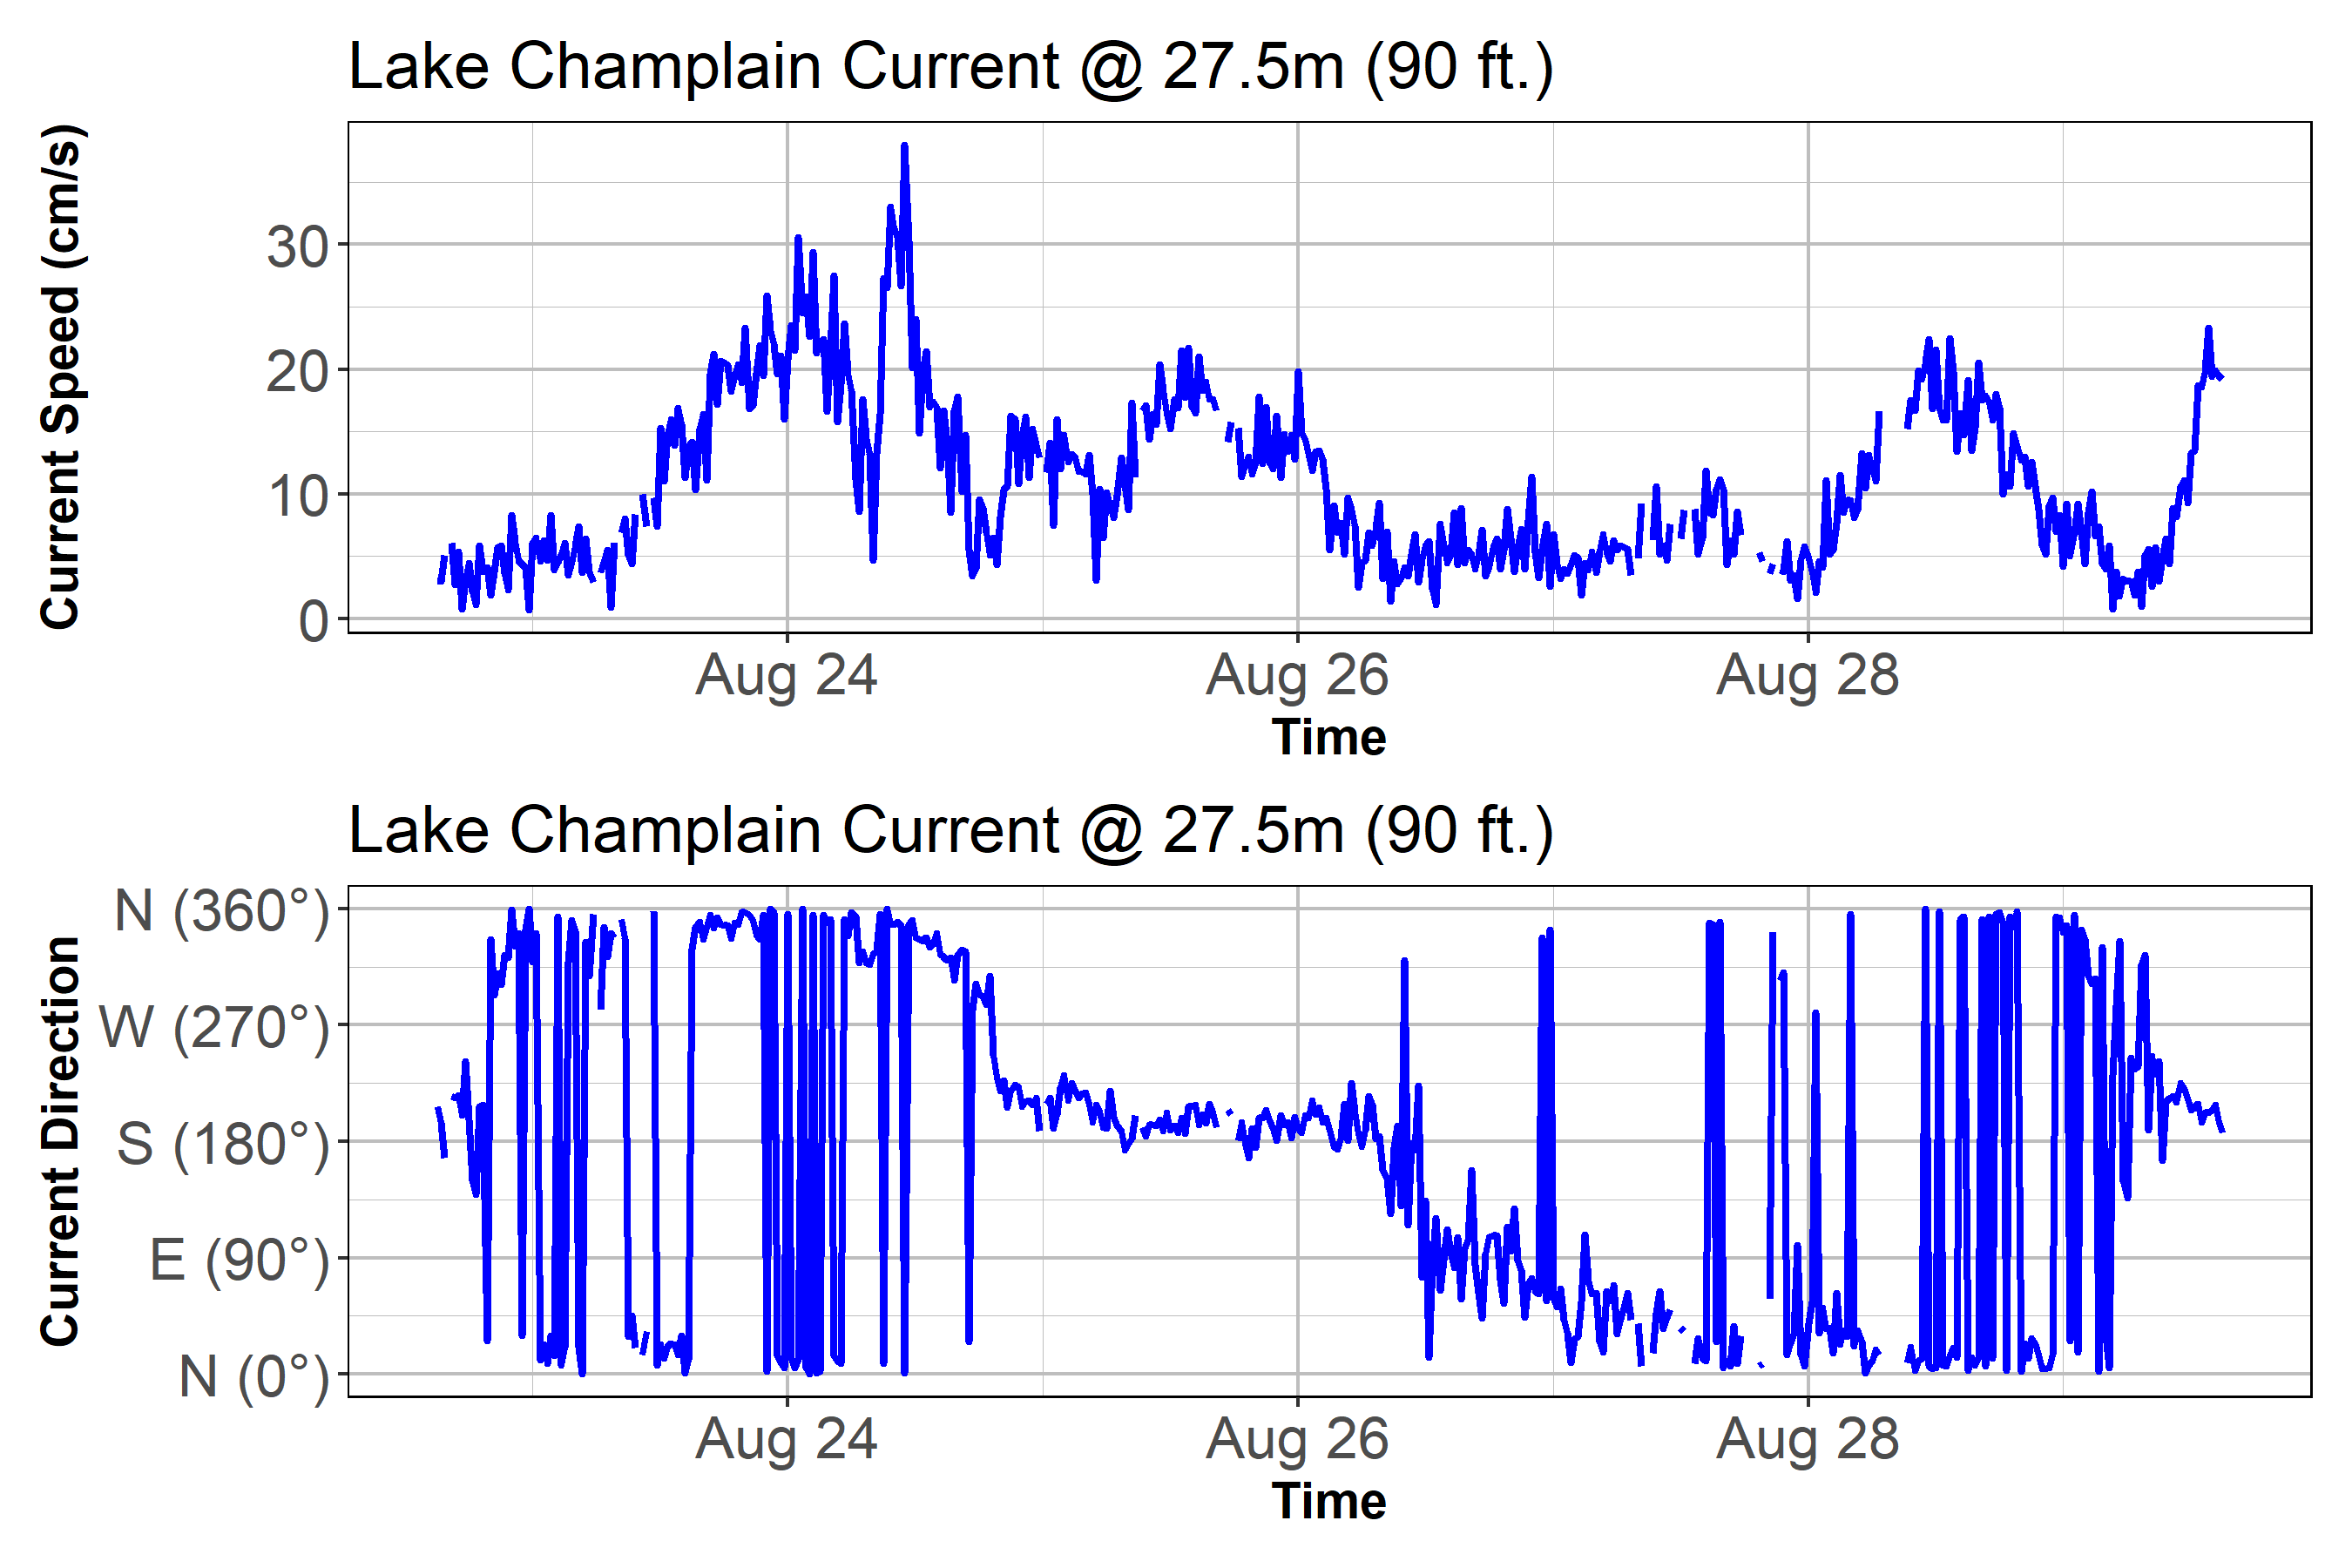 Lake Champlain Current @ 27.5m (90 ft.)
Current Speed (cm/s)
30
20
10
0
Aug 24 Aug 26 Aug 28
Time
Lake Champlain Current @ 27.5m (90 ft.)
Current Direction
N (360°)
W (270°)
S (180°)
E (90°)
N (0°)
Aug 24 Aug 26 Aug 28
Time